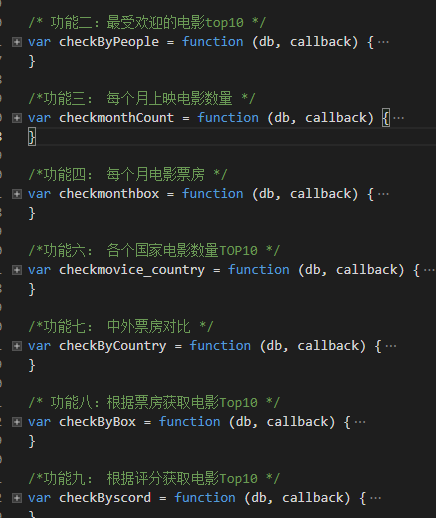 /* 功能二：最受欢迎的电影top10 */
var checkByPeople = function (db, callback) {…
}
/*功能三： 每个月上映电影数量 */
var checkmonthCount = function (db, callback) {…
}
/*功能四： 每个月电影票房 */
var checkmonthbox = function (db, callback) {…
}
/*功能六： 各个国家电影数量TOP10 */
var checkmovice_country = function (db, callback) {…
}
/*功能七： 中外票房对比 */
var checkByCountry = function (db, callback) {…
}
/* 功能八：根据票房获取电影Top10 */
var checkByBox = function (db, callback) {…
}
/*功能九： 根据评分获取电影Top10 */
var checkByscord = function (db, callback) {…
}